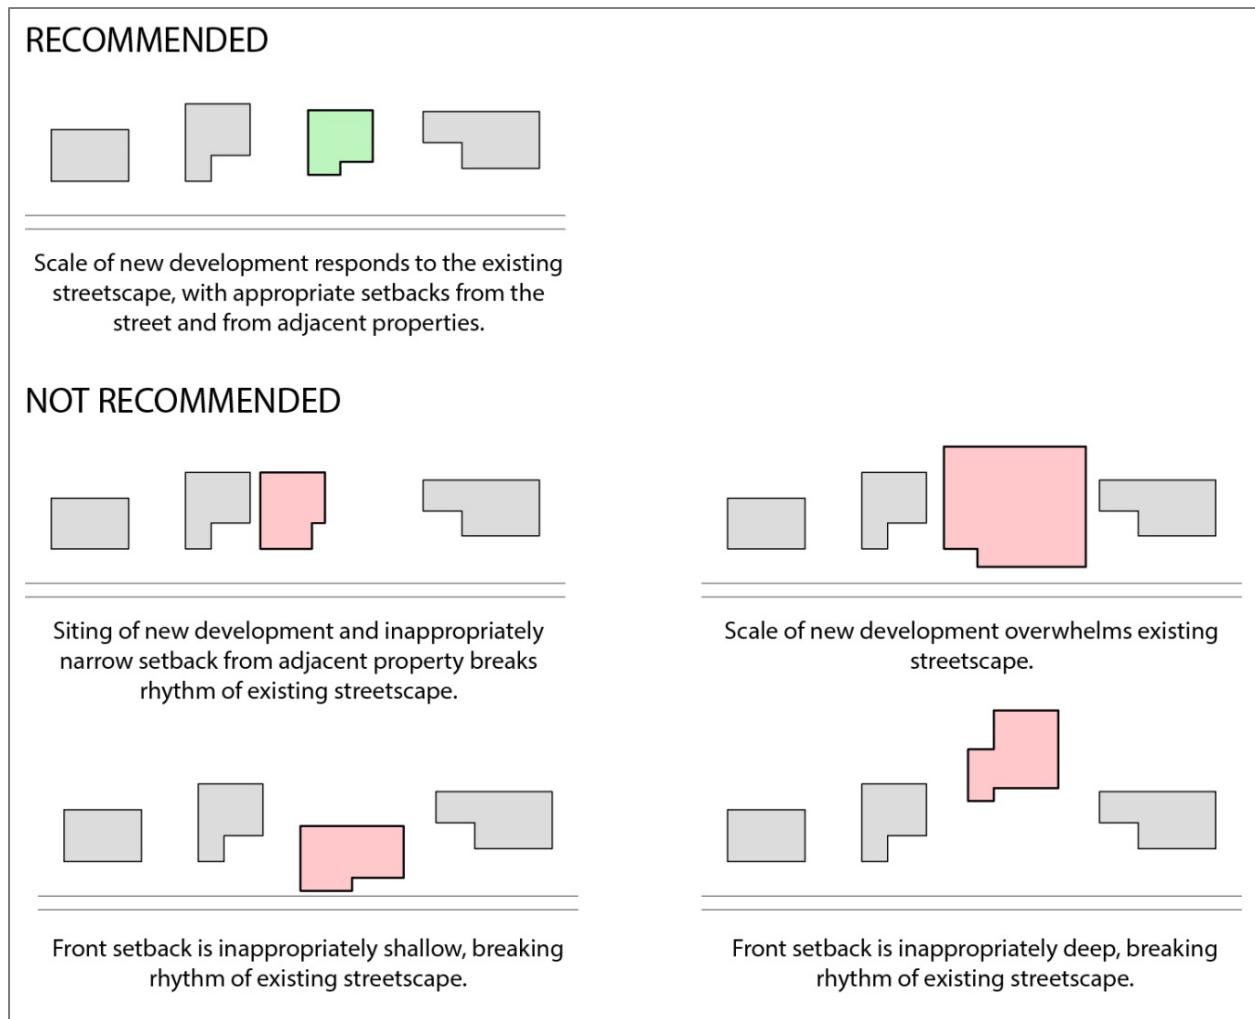 RECOMMENDED
Scale of new development responds to the existing
streetscape, with appropriate setbacks from the
street and from adjacent properties.
NOT RECOMMENDED
Siting of new development and inappropriately
narrow setback from adjacent property breaks
rhythm of existing streetscape.
Scale of new development overwhelms existing
streetscape.
Front setback is inappropriately shallow, breaking
rhythm of existing streetscape.
Front setback is inappropriately deep, breaking
rhythm of existing streetscape.